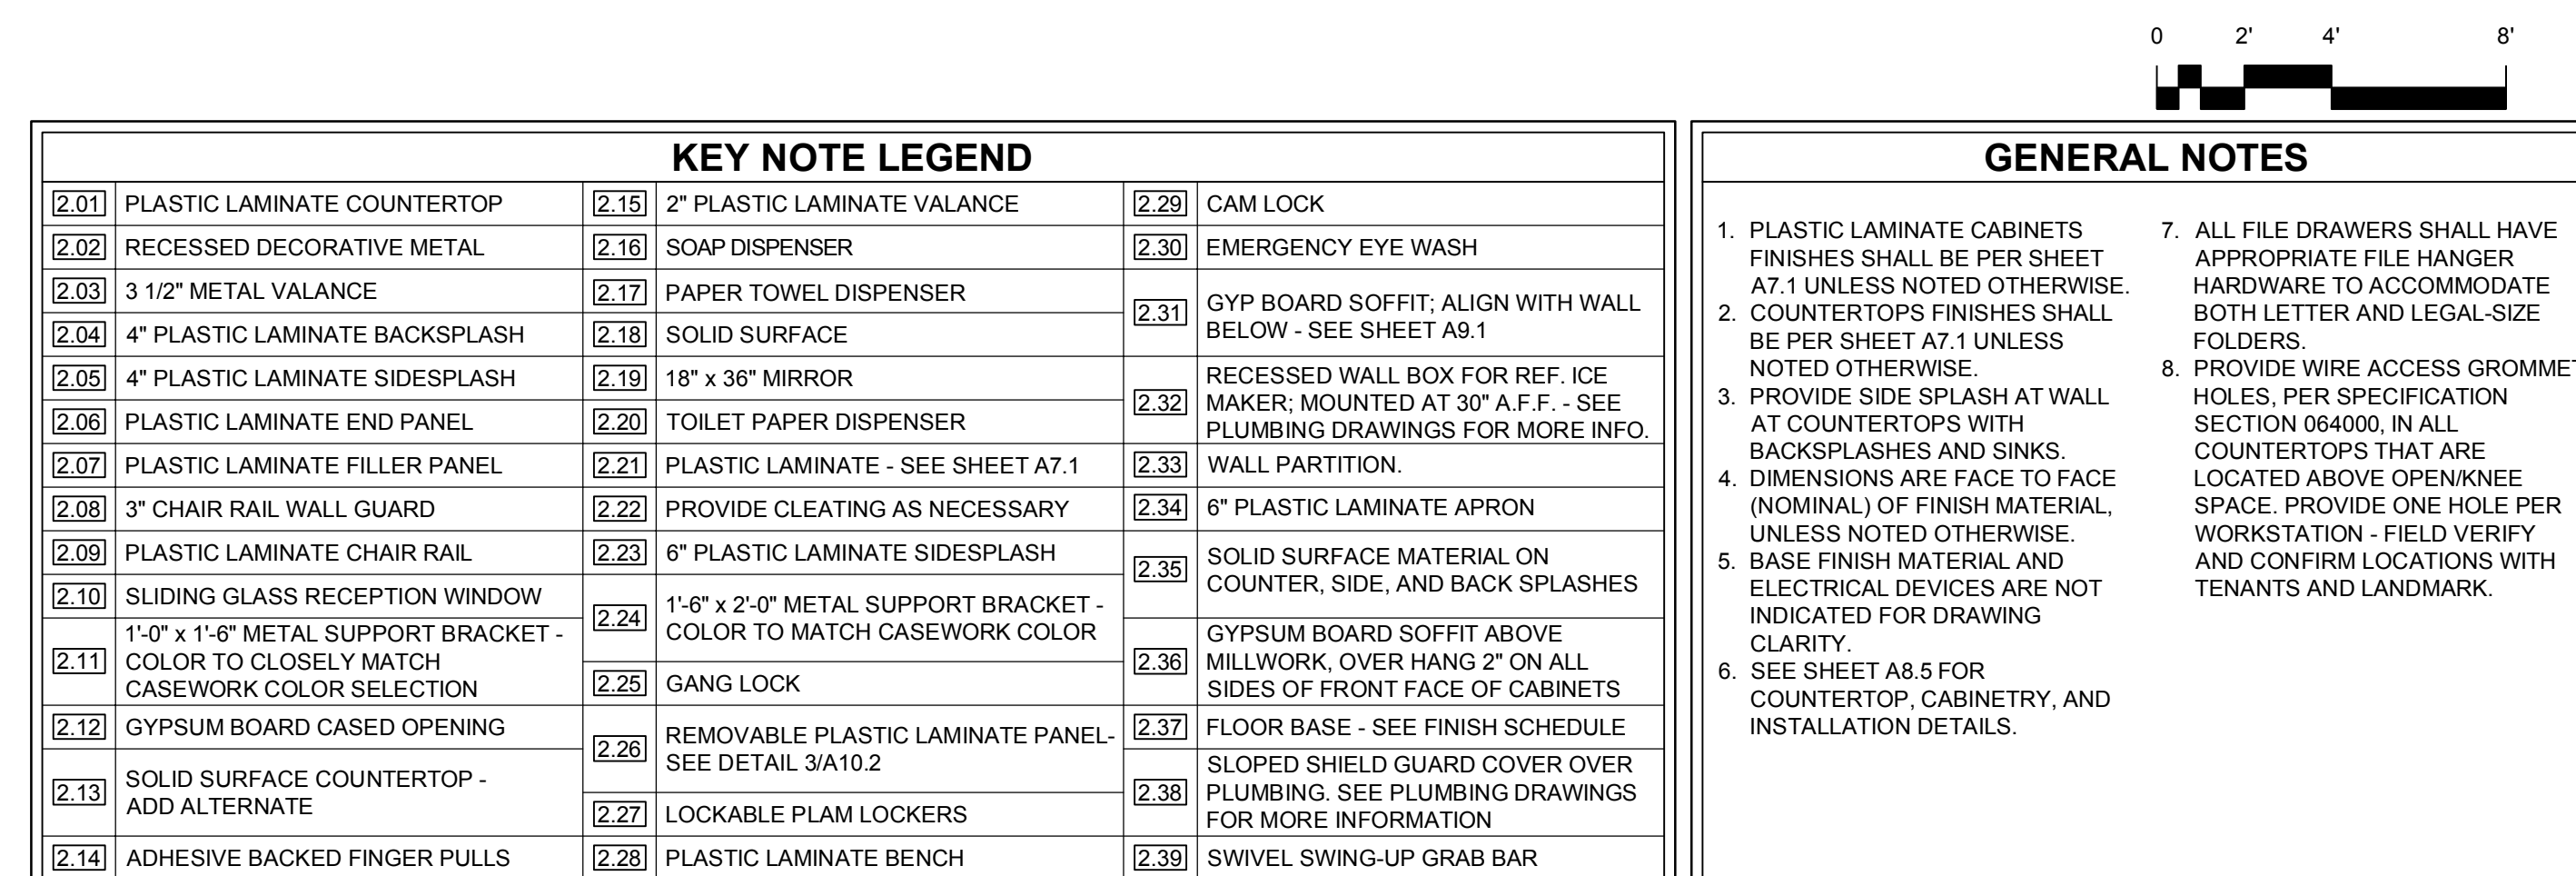 0 2' 4' 8'
KEY NOTE LEGEND
2.01 PLASTIC LAMINATE COUNTERTOP
2.02 RECESSED DECORATIVE METAL
2.03 3 1/2" METAL VALANCE
2.04 4" PLASTIC LAMINATE BACKSPLASH
2.05 4" PLASTIC LAMINATE SIDESPLASH
2.06 PLASTIC LAMINATE END PANEL
2.07 PLASTIC LAMINATE FILLER PANEL
2.08 3" CHAIR RAIL WALL GUARD
2.09 PLASTIC LAMINATE CHAIR RAIL
2.10 SLIDING GLASS RECEPTION WINDOW
2.11 1'-0" x 1'-6" METAL SUPPORT BRACKET -
COLOR TO CLOSELY MATCH
CASEWORK COLOR SELECTION
2.12 GYPSUM BOARD CASED OPENING
2.13 SOLID SURFACE COUNTERTOP -
ADD ALTERNATE
2.14 ADHESIVE BACKED FINGER PULLS
2.15 2" PLASTIC LAMINATE VALANCE
2.16 SOAP DISPENSER
2.17 PAPER TOWEL DISPENSER
2.18 SOLID SURFACE
2.19 18" x 36" MIRROR
2.20 TOILET PAPER DISPENSER
2.21 PLASTIC LAMINATE - SEE SHEET A7.1
2.22 PROVIDE CLEATING AS NECESSARY
2.23 6" PLASTIC LAMINATE SIDESPLASH
2.24 1'-6" x 2'-0" METAL SUPPORT BRACKET -
COLOR TO MATCH CASEWORK COLOR
2.25 GANG LOCK
2.26 REMOVABLE PLASTIC LAMINATE PANEL-
SEE DETAIL 3/A10.2
2.27 LOCKABLE PLAM LOCKERS
2.28 PLASTIC LAMINATE BENCH
2.29 CAM LOCK
2.30 EMERGENCY EYE WASH
2.31 GYP BOARD SOFFIT; ALIGN WITH WALL
BELOW - SEE SHEET A9.1
2.32 RECESSED WALL BOX FOR REF. ICE
MAKER; MOUNTED AT 30" A.F.F. - SEE
PLUMBING DRAWINGS FOR MORE INFO.
2.33 WALL PARTITION.
2.34 6" PLASTIC LAMINATE APRON
2.35 SOLID SURFACE MATERIAL ON
COUNTER, SIDE, AND BACK SPLASHES
2.36 GYPSUM BOARD SOFFIT ABOVE
MILLWORK, OVER HANG 2" ON ALL
SIDES OF FRONT FACE OF CABINETS
2.37 FLOOR BASE - SEE FINISH SCHEDULE
2.38 SLOPED SHIELD GUARD COVER OVER
PLUMBING. SEE PLUMBING DRAWINGS
FOR MORE INFORMATION
2.39 SWIVEL SWING-UP GRAB BAR
GENERAL NOTES
1. PLASTIC LAMINATE CABINETS
FINISHES SHALL BE PER SHEET
A7.1 UNLESS NOTED OTHERWISE.
2. COUNTERTOPS FINISHES SHALL
BE PER SHEET A7.1 UNLESS
NOTED OTHERWISE.
3. PROVIDE SIDE SPLASH AT WALL
AT COUNTERTOPS WITH
BACKSPLASHES AND SINKS.
4. DIMENSIONS ARE FACE TO FACE
(NOMINAL) OF FINISH MATERIAL,
UNLESS NOTED OTHERWISE.
5. BASE FINISH MATERIAL AND
ELECTRICAL DEVICES ARE NOT
INDICATED FOR DRAWING
CLARITY.
6. SEE SHEET A8.5 FOR
COUNTERTOP, CABINETRY, AND
INSTALLATION DETAILS.
7. ALL FILE DRAWERS SHALL HAVE
APPROPRIATE FILE HANGER
HARDWARE TO ACCOMMODATE
BOTH LETTER AND LEGAL-SIZE
FOLDERS.
8. PROVIDE WIRE ACCESS GROMMET
HOLES, PER SPECIFICATION
SECTION 064000, IN ALL
COUNTERTOPS THAT ARE
LOCATED ABOVE OPEN/KNEE
SPACE. PROVIDE ONE HOLE PER
WORKSTATION - FIELD VERIFY
AND CONFIRM LOCATIONS WITH
TENANTS AND LANDMARK.